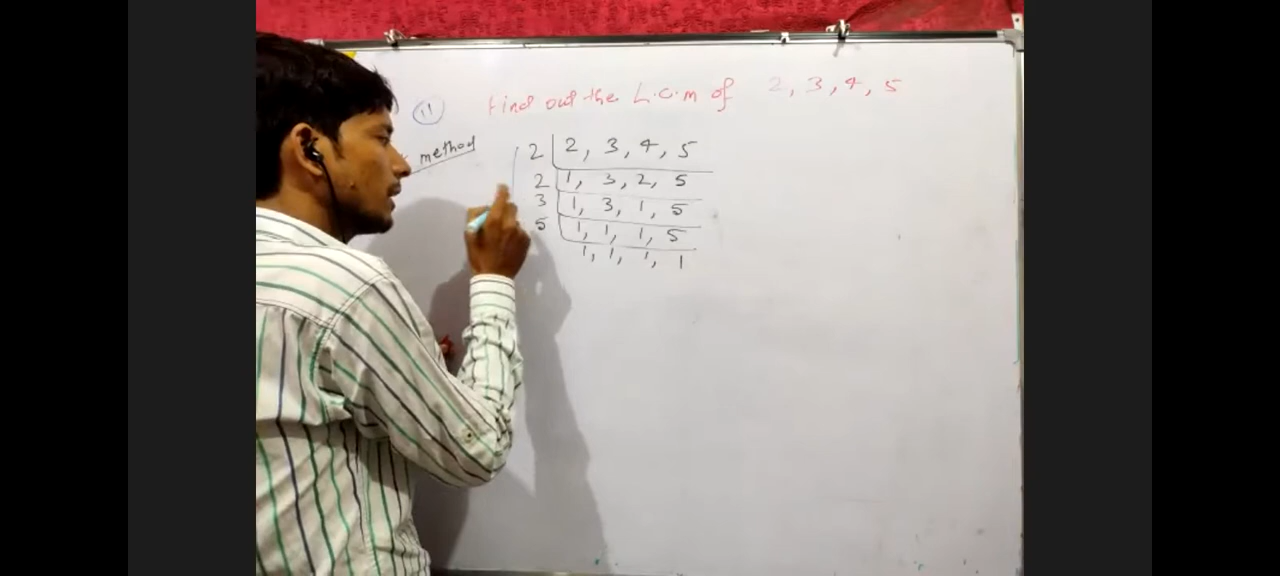 (11) Find out the L.C.M of 2, 3, 4, 5
method
2 2, 3, 4, 5
2 1, 3, 2, 5
3 1, 3, 1, 5
5 1, 1, 1, 5
1, 1, 1, 1